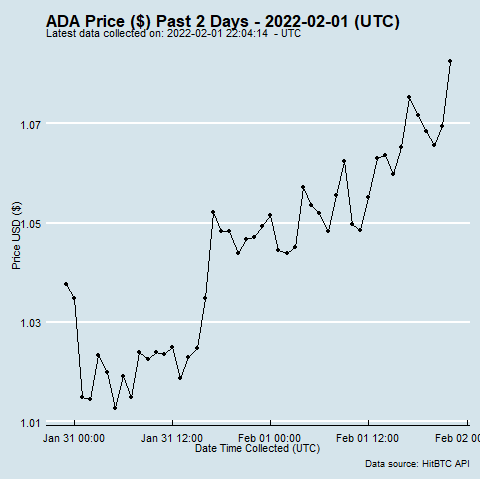 ADA Price ($) Past 2 Days - 2022-02-01 (UTC)
Latest data collected on: 2022-02-01 22:04:14 - UTC
1.07
1.05
1.03
1.01
Price USD ($)
Jan 31 00:00 Jan 31 12:00 Feb 01 00:00 Feb 01 12:00 Feb 02 0
Date Time Collected (UTC)
Data source: HitBTC API